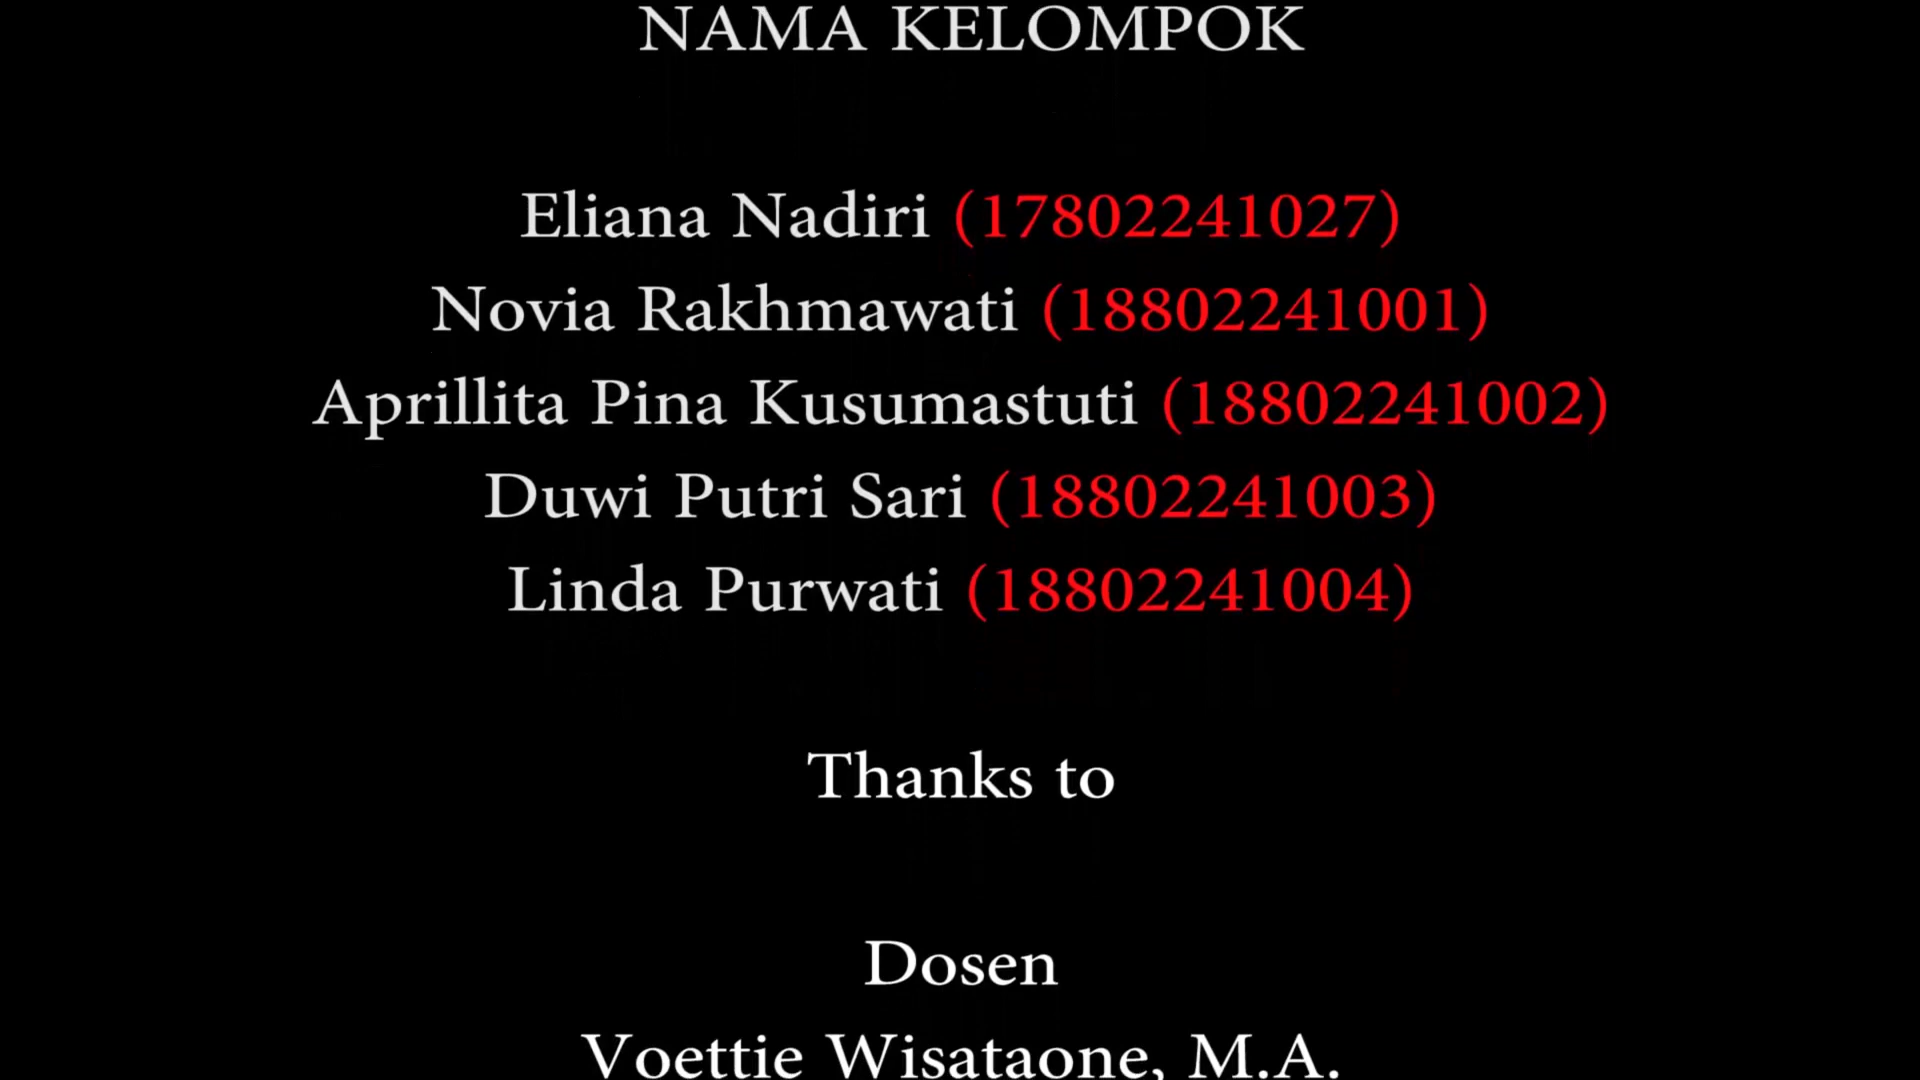 NAMA KELOMPOK
Eliana Nadiri (17802241027)
Novia Rakhmawati (18802241001)
Aprillita Pina Kusumastuti (18802241002)
Duwi Putri Sari (18802241003)
Linda Purwati (18802241004)
Thanks to
Dosen
Voettie Wisataone, M.A.